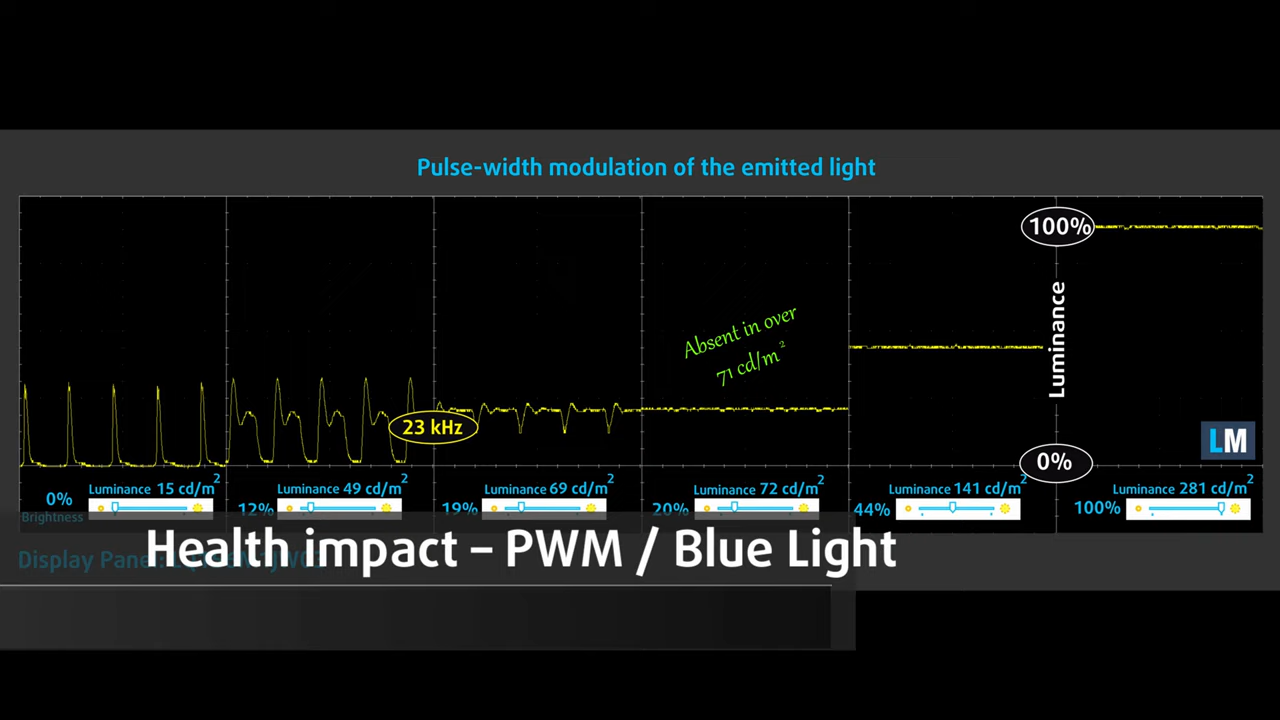 Pulse-width modulation of the emitted light
100%
Absent in over
71 cd/m²
Luminance
23 kHz
LM
0%
0% Luminance 15 cd/m²
Brightness
12% Luminance 49 cd/m²
19% Luminance 69 cd/m²
20% Luminance 72 cd/m²
44% Luminance 141 cd/m²
100% Luminance 281 cd/m²
Display Panel:
Health impact – PWM / Blue Light